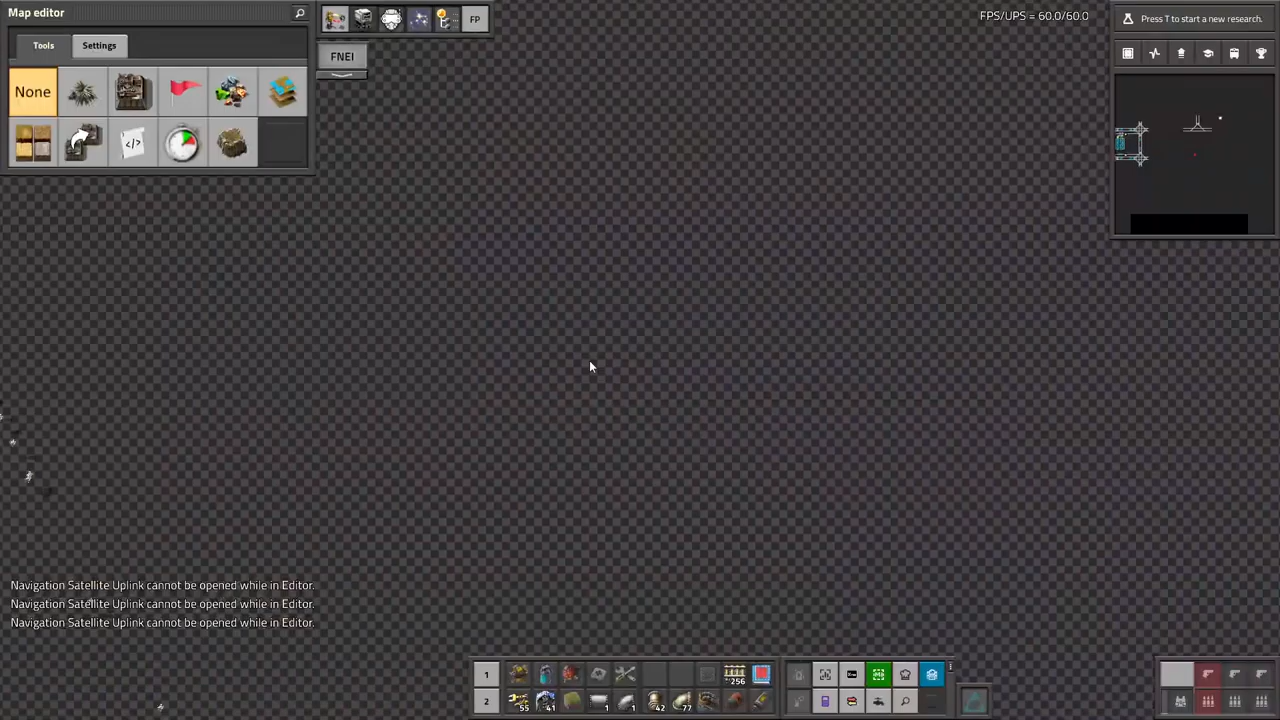 Map editor
FP
FPS/UPS = 60.0/60.0
Press T to start a new research.
Tools
Settings
FNEI
None
</>
Navigation Satellite Uplink cannot be opened while in Editor.
Navigation Satellite Uplink cannot be opened while in Editor.
Navigation Satellite Uplink cannot be opened while in Editor.
1
256
2
55
41
1
1
42
77